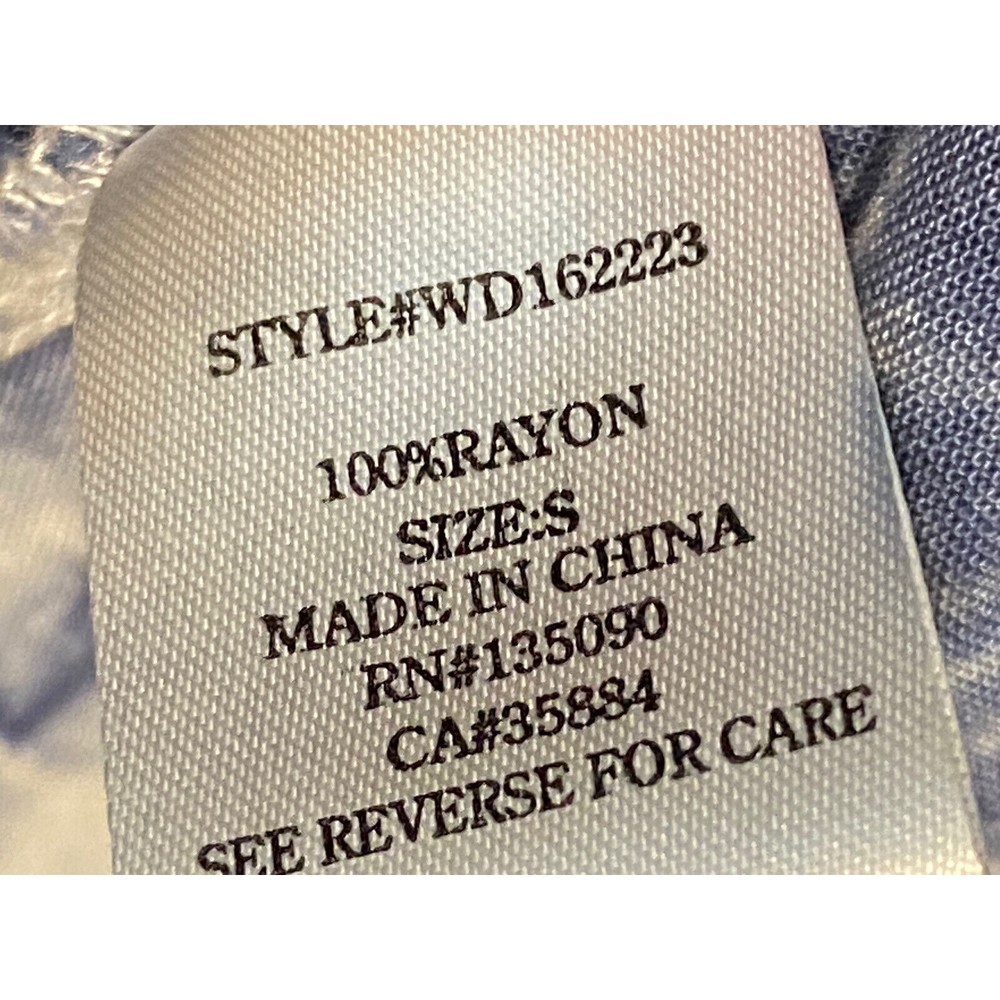 STYLE#WD162223
100%RAYON
SIZE:S
MADE IN CHINA
RN#135090
CA#35884
SEE REVERSE FOR CARE